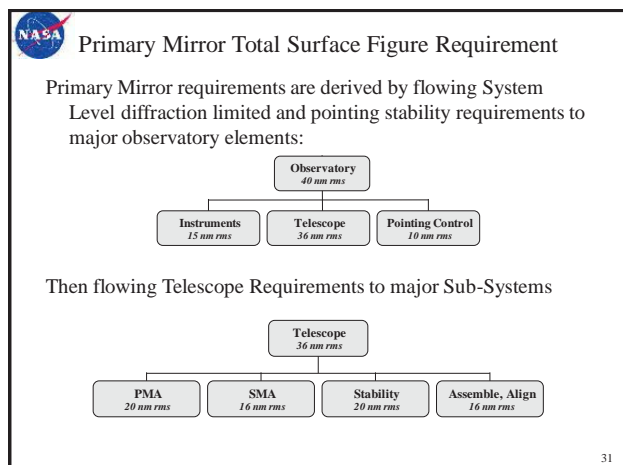 NASA
Primary Mirror Total Surface Figure Requirement
Primary Mirror requirements are derived by flowing System
Level diffraction limited and pointing stability requirements to
major observatory elements:
Observatory
40 nm rms
Instruments
15 nm rms
Telescope
36 nm rms
Pointing Control
10 nm rms
Then flowing Telescope Requirements to major Sub-Systems
Telescope
36 nm rms
PMA
20 nm rms
SMA
16 nm rms
Stability
20 nm rms
Assemble, Align
16 nm rms
31